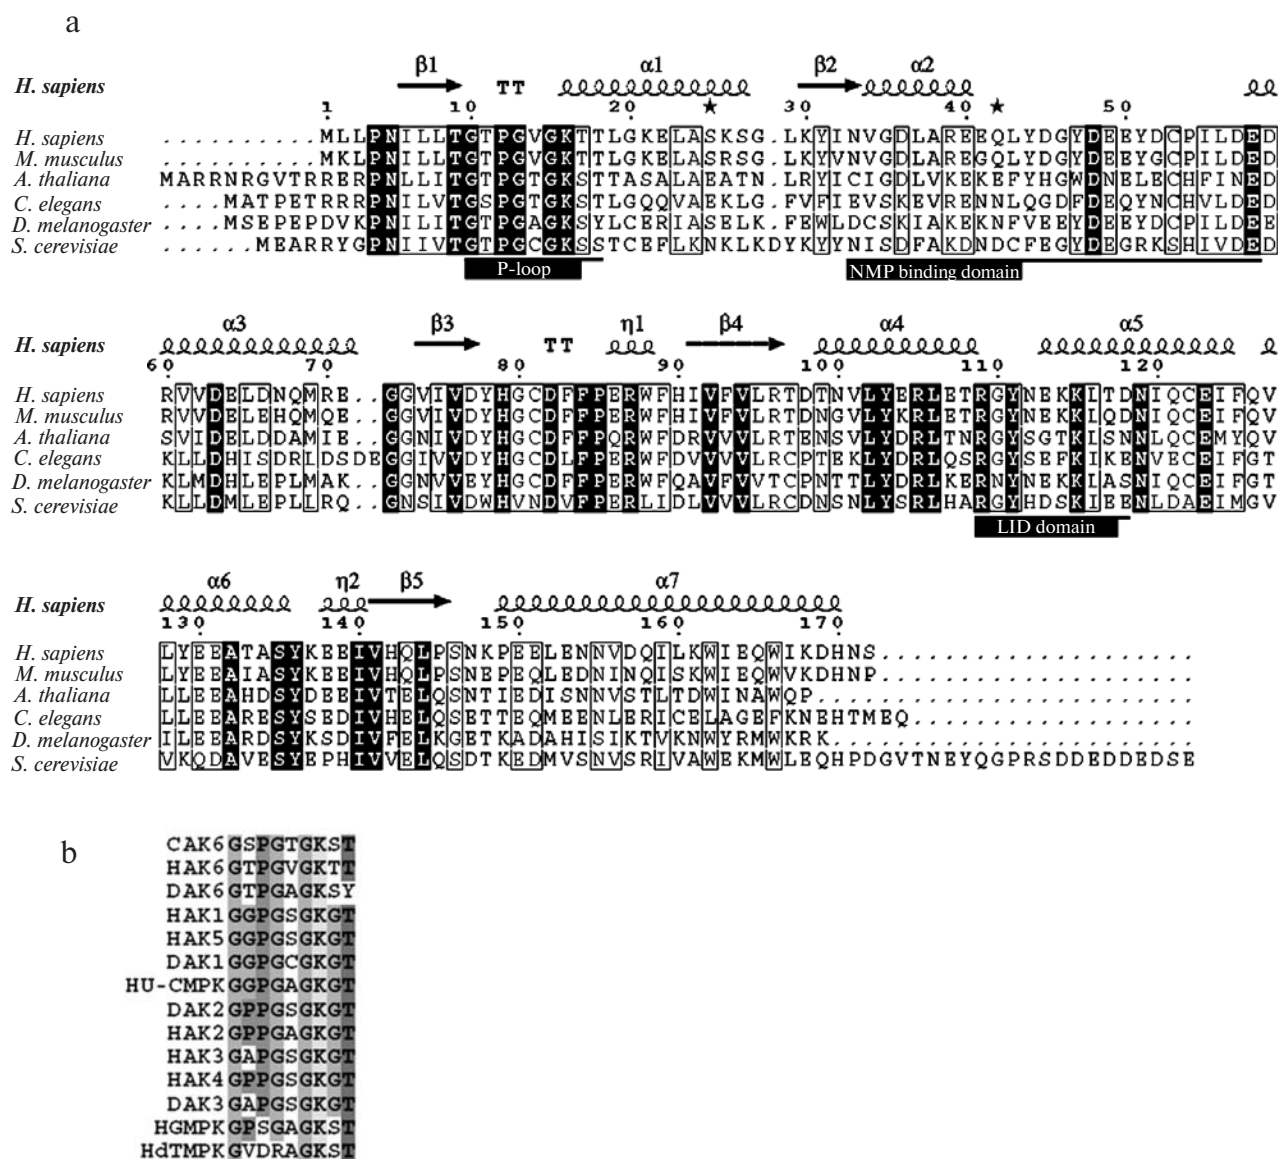 a
H. sapiens β1 TT α1 β2 α2
1 10 20 ★ 30 40 ★ 50
H. sapiens ..........MLLPNILLTGTPGVGKTTLGKELASKSG.LKYINVGDLAREEQLYDGYDEEYDCPILDED
M. musculus ..........MKLPNILLTGTPGVGKTTLGKELASRSG.LKYVNVGDLAREGQLYDGYDEEYGCPILDED
A. thaliana MARRNRGVTRRERPNLLITGTPGTGKSTTASALAEATN.LRYICIGDLVKEKEFYHGWDNELECHFINED
C. elegans ....MATPETRRRPNILVTGSPGTGKSTLGQQVAEKLG.FVFIEVSKEVRENNLQGDFDEQYNCHVLDED
D. melanogaster ....MSEPEPDVKPNILITGTPGAGKSYLCERIASELK.FEWLDCSKIAKEKNFVEEYDEEYDCPILDEE
S. cerevisiae ......MEARRYGPNIIVTGTPGCGKSSTCEFLKNKLKDYKYYNISDFAKDNDCFEGYDEGRKSHIVDED
P-loop NMP binding domain
H. sapiens α3 β3 TT η1 β4 α4 α5
60 70 80 90 100 110 120
H. sapiens RVVDELDNQMRE..GGVIVDYHGCDFFPERWFHIVFVLRTDTNVLYERLETRGYNEKKLTDNIQCEIFQV
M. musculus RVVDELEHQMQE..GGVIVDYHGCDFFPERWFHIVFVLRTDNGVLYKRLETRGYNEKKLQDNIQCEIFQV
A. thaliana SVIDELDDAMIE..GGNIVDYHGCDFFPQRWFDRVVVLRTENSVLYDRLTNRGYSGTKLSNNLQCEMYQV
C. elegans KLLDHISDRLDSDEGGIIVDYHGCDLFPERWFDVVVVLRCPTEKLYDRLQSRGYSEFKIKENVECEIFGT
D. melanogaster KLMDHLEPLMAK..GGNVVEYHGCDFFPERWFQAVFVVTCPNTTLYDRLKERNYNEKKLASNIQCEIFGT
S. cerevisiae KLLDMLEPLLRQ..GNSIVDWHVNDVFPERLIDLVVVLRCDNSNLYSRLHARGYHDSKIEENLDAEIMGV
LID domain
H. sapiens α6 η2 β5 α7
130 140 150 160 170
H. sapiens LYEEATASYKEEIVHQLPSNKPEELENNVDQILKWIEQWIKDHNS....................
M. musculus LYEEAIASYKEEIVHQLPSNEPEQLEDNINQISKWIEQWVKDHNP....................
A. thaliana LLEEAHDSYDEEIVTELQSNTIEDISNNVSTLTDWINAWQP........................
C. elegans LLEEARESYSEDIVHELQSETTEQMEENLERICELAGEFKNEHTMEQ..................
D. melanogaster ILEEARDSYKSDIVFELKGETKADAHISIKTVKNWYRMWKRK.......................
S. cerevisiae VKQDAVESYEPHIVVELQSDTKEDMVSNVSRIVAWEKMWLEQHPDGVTNEYQGPRSDDEDDEDSE
b
CAK6 GSPGTGKST
HAK6 GTPGVGKTT
DAK6 GTPGAGKSY
HAK1 GGPGSGKGT
HAK5 GGPGSGKGT
DAK1 GGPGCGKGT
HU-CMPK GGPGAGKGT
DAK2 GPPGSGKGT
HAK2 GPPGAGKGT
HAK3 GAPGSGKGT
HAK4 GPPGSGKGT
DAK3 GAPGSGKGT
HGMPK GPSGAGKST
HdTMPK GVDRAGKST